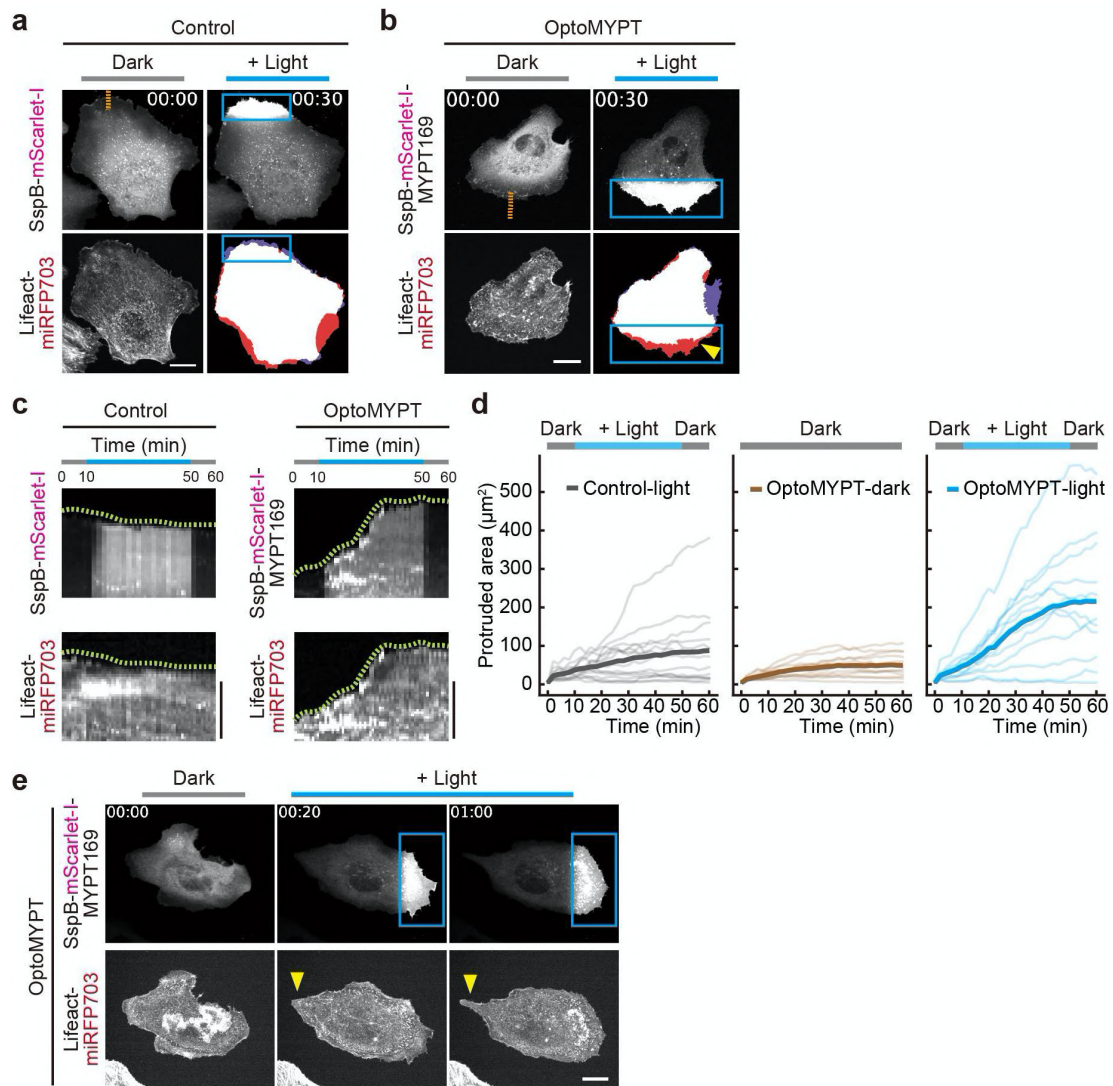 a
Control
Dark
+ Light
SspB-mScarlet-I
00:00
00:30
Lifeact-
miRFP703
b
OptoMYPT
Dark
+ Light
SspB-mScarlet-I-
MYPT169
00:00
00:30
Lifeact-
miRFP703
c
Control
Time (min)
0 10 50 60
SspB-mScarlet-I
Lifeact-
miRFP703
OptoMYPT
Time (min)
0 10 50 60
SspB-mScarlet-I-
MYPT169
Lifeact-
miRFP703
d
Dark + Light Dark
Control-light
Protruded area (µm²)
500
400
300
200
100
0
0 10 20 30 40 50 60
Time (min)
Dark
OptoMYPT-dark
0 10 20 30 40 50 60
Time (min)
Dark + Light Dark
OptoMYPT-light
0 10 20 30 40 50 60
Time (min)
e
Dark
+ Light
OptoMYPT
SspB-mScarlet-I-
MYPT169
00:00
00:20
01:00
Lifeact-
miRFP703